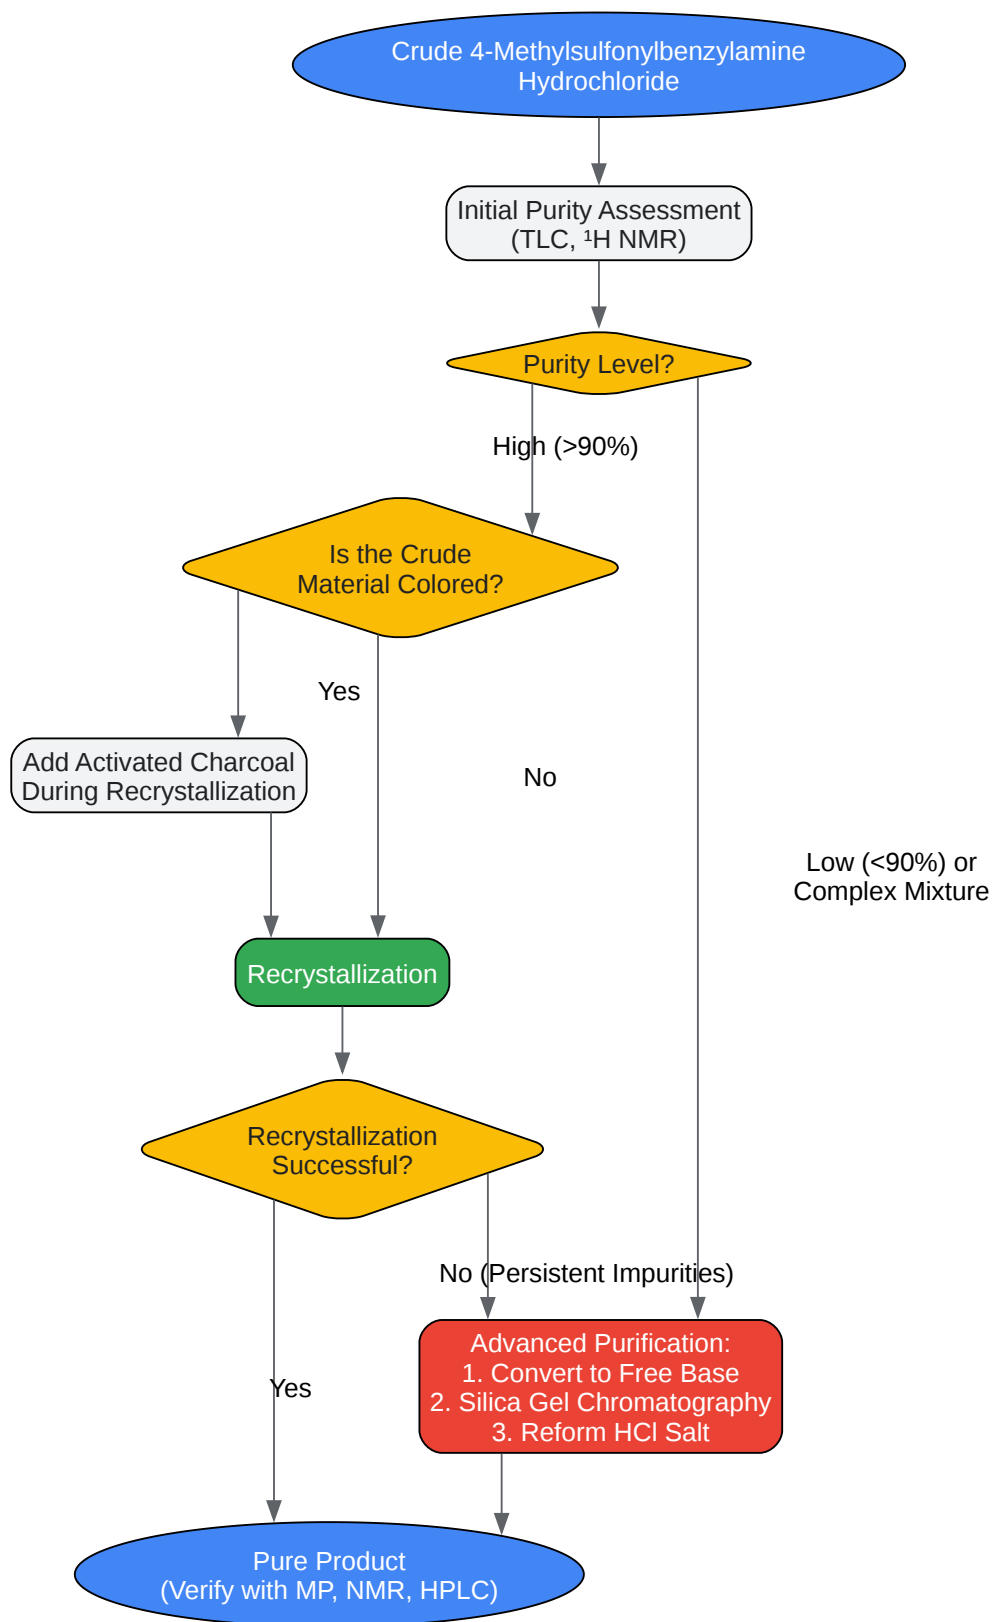 Crude 4-Methylsulfonylbenzylamine
Hydrochloride
Initial Purity Assessment
(TLC, ¹H NMR)
Purity Level?
High (>90%)
Is the Crude
Material Colored?
Yes
Add Activated Charcoal
During Recrystallization
No
Low (<90%) or
Complex Mixture
Recrystallization
Recrystallization
Successful?
No (Persistent Impurities)
Advanced Purification:
1. Convert to Free Base
2. Silica Gel Chromatography
3. Reform HCl Salt
Yes
Pure Product
(Verify with MP, NMR, HPLC)